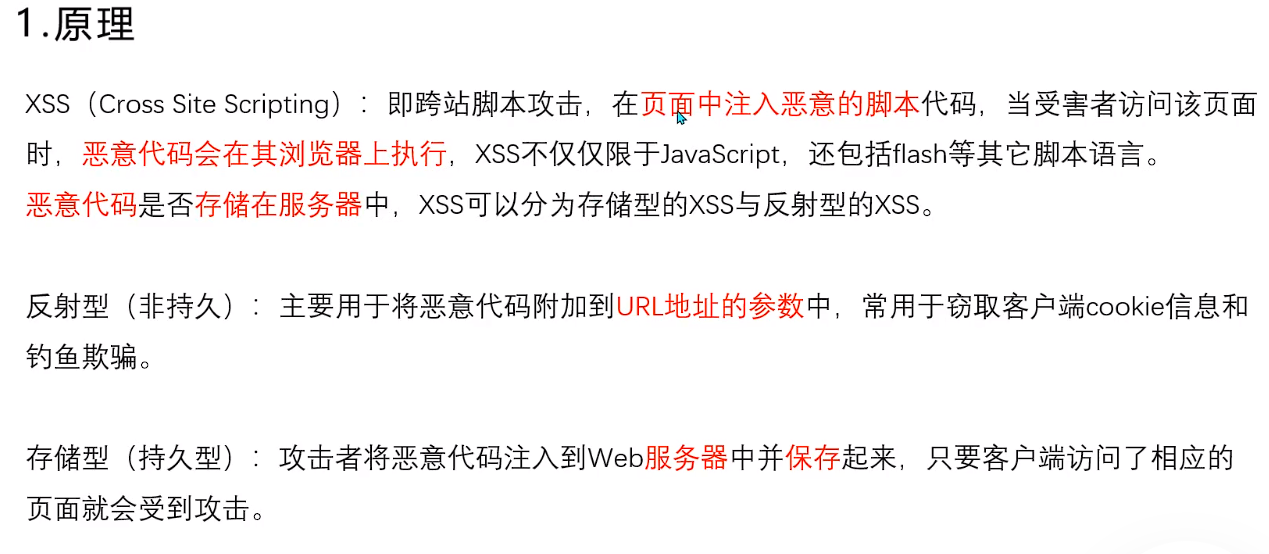 1.原理
XSS（Cross Site Scripting）：即跨站脚本攻击，在页面中注入恶意的脚本代码，当受害者访问该页面
时，恶意代码会在其浏览器上执行，XSS不仅仅限于JavaScript，还包括flash等其它脚本语言。
恶意代码是否存储在服务器中，XSS可以分为存储型的XSS与反射型的XSS。
反射型（非持久）：主要用于将恶意代码附加到URL地址的参数中，常用于窃取客户端cookie信息和
钓鱼欺骗。
存储型（持久型）：攻击者将恶意代码注入到Web服务器中并保存起来，只要客户端访问了相应的
页面就会受到攻击。